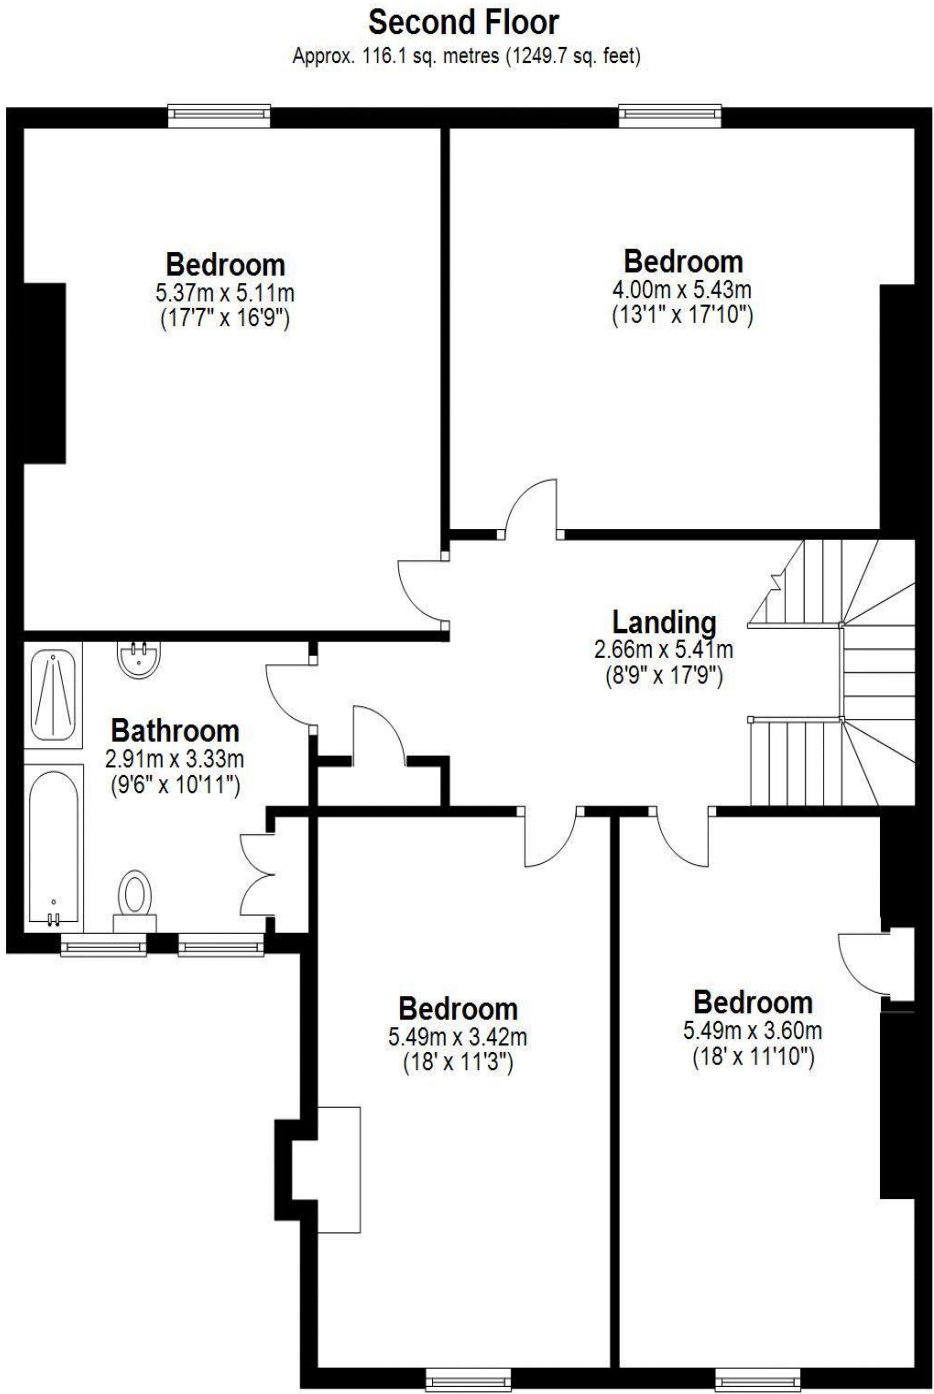 Second Floor
Approx. 116.1 sq. metres (1249.7 sq. feet)
Bedroom
5.37m x 5.11m
(17'7" x 16'9")
Bedroom
4.00m x 5.43m
(13'1" x 17'10")
Landing
2.66m x 5.41m
(8'9" x 17'9")
Bathroom
2.91m x 3.33m
(9'6" x 10'11")
Bedroom
5.49m x 3.42m
(18' x 11'3")
Bedroom
5.49m x 3.60m
(18' x 11'10")